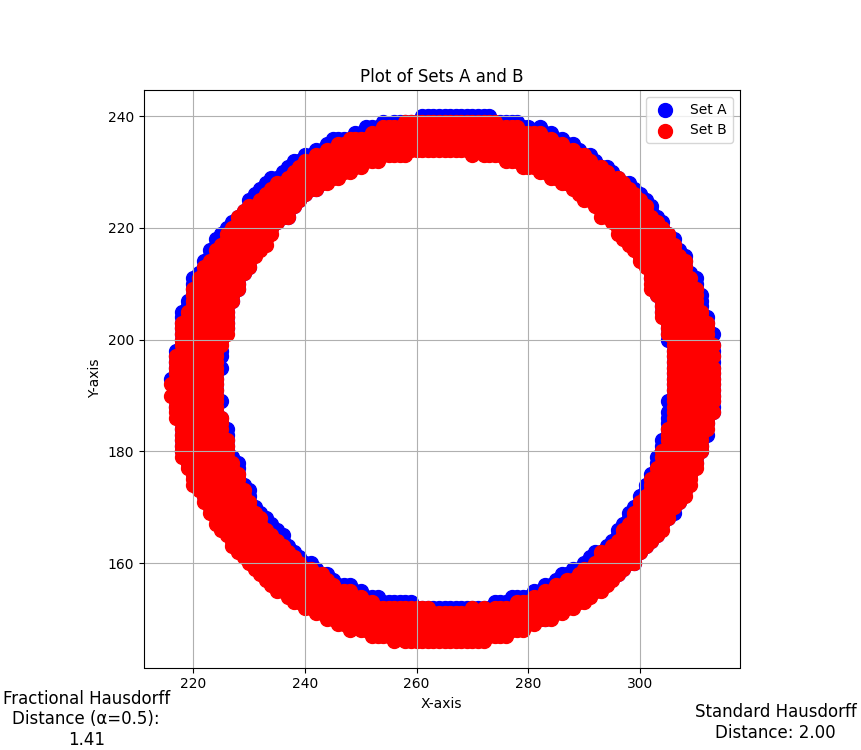 Plot of Sets A and B
Set A
Set B
240
220
200
180
160
Y-axis
220
240
260
280
300
X-axis
Fractional Hausdorff
Distance (α=0.5):
1.41
Standard Hausdorff
Distance: 2.00